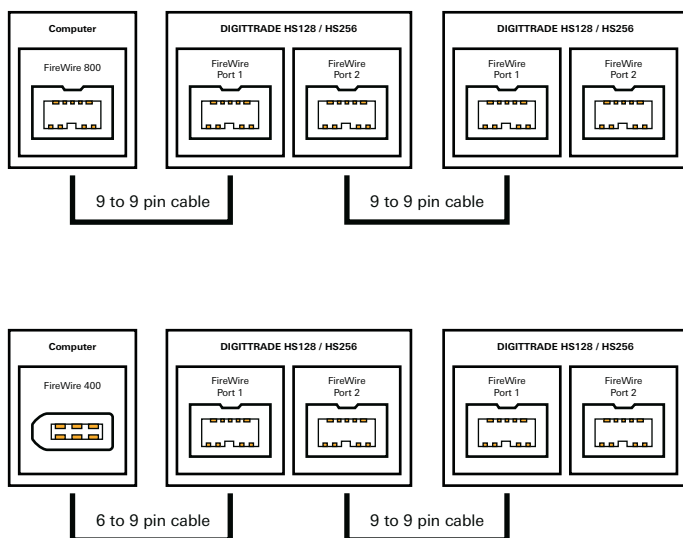 Computer
DIGITTRADE HS128 / HS256
DIGITTRADE HS128 / HS256
FireWire 800
FireWire
Port 1
FireWire
Port 2
FireWire
Port 1
FireWire
Port 2
9 to 9 pin cable
9 to 9 pin cable
Computer
DIGITTRADE HS128 / HS256
DIGITTRADE HS128 / HS256
FireWire 400
FireWire
Port 1
FireWire
Port 2
FireWire
Port 1
FireWire
Port 2
6 to 9 pin cable
9 to 9 pin cable